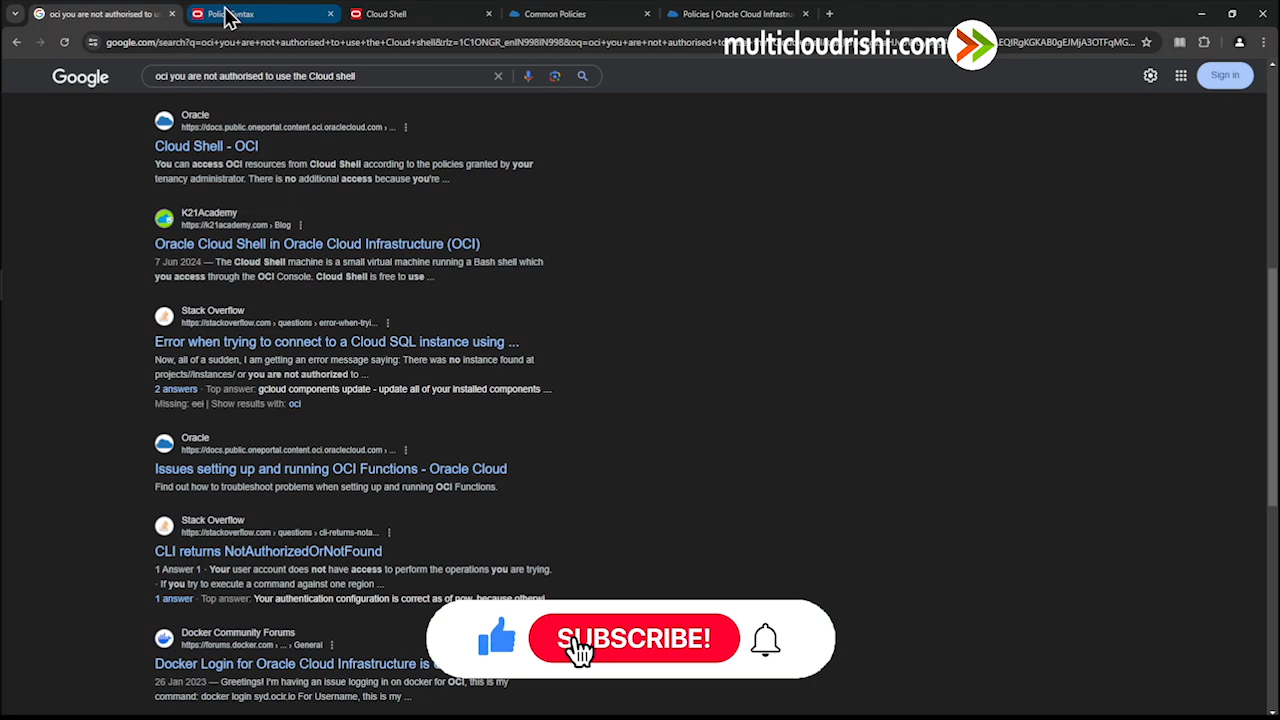 oci you are not authorised to u
Policy Syntax
Cloud Shell
Common Policies
Policies | Oracle Cloud Infrastru
multicloudrishi.com
Google
oci you are not authorised to use the Cloud shell
Sign in
Oracle
https://docs.public.oneportal.content.oci.oraclecloud.com › ...
Cloud Shell - OCI
You can access OCI resources from Cloud Shell according to the policies granted by your
tenancy administrator. There is no additional access because you're ...
K21Academy
https://k21academy.com › Blog
Oracle Cloud Shell in Oracle Cloud Infrastructure (OCI)
7 Jun 2024 — The Cloud Shell machine is a small virtual machine running a Bash shell which
you access through the OCI Console. Cloud Shell is free to use ...
Stack Overflow
https://stackoverflow.com › questions › error-when-tryi...
Error when trying to connect to a Cloud SQL instance using ...
Now, all of a sudden, I am getting an error message saying: There was no instance found at
projects//instances/ or you are not authorized to ...
2 answers · Top answer: gcloud components update - update all of your installed components ...
Missing: oci | Show results with: oci
Oracle
https://docs.public.oneportal.content.oci.oraclecloud.com › ...
Issues setting up and running OCI Functions - Oracle Cloud
Find out how to troubleshoot problems when setting up and running OCI Functions.
Stack Overflow
https://stackoverflow.com › questions › cli-returns-nota...
CLI returns NotAuthorizedOrNotFound
1 Answer 1 · Your user account does not have access to perform the operations you are trying.
· If you try to execute a command against one region ...
1 answer · Top answer: Your authentication configuration is correct as of now, because otherwi
SUBSCRIBE!
Docker Community Forums
https://forums.docker.com › ... › General
Docker Login for Oracle Cloud Infrastructure is
26 Jan 2023 — Greetings! I'm having an issue logging in on docker for OCI, this is my
command: docker login syd.ocir.io For Username, this is my ...